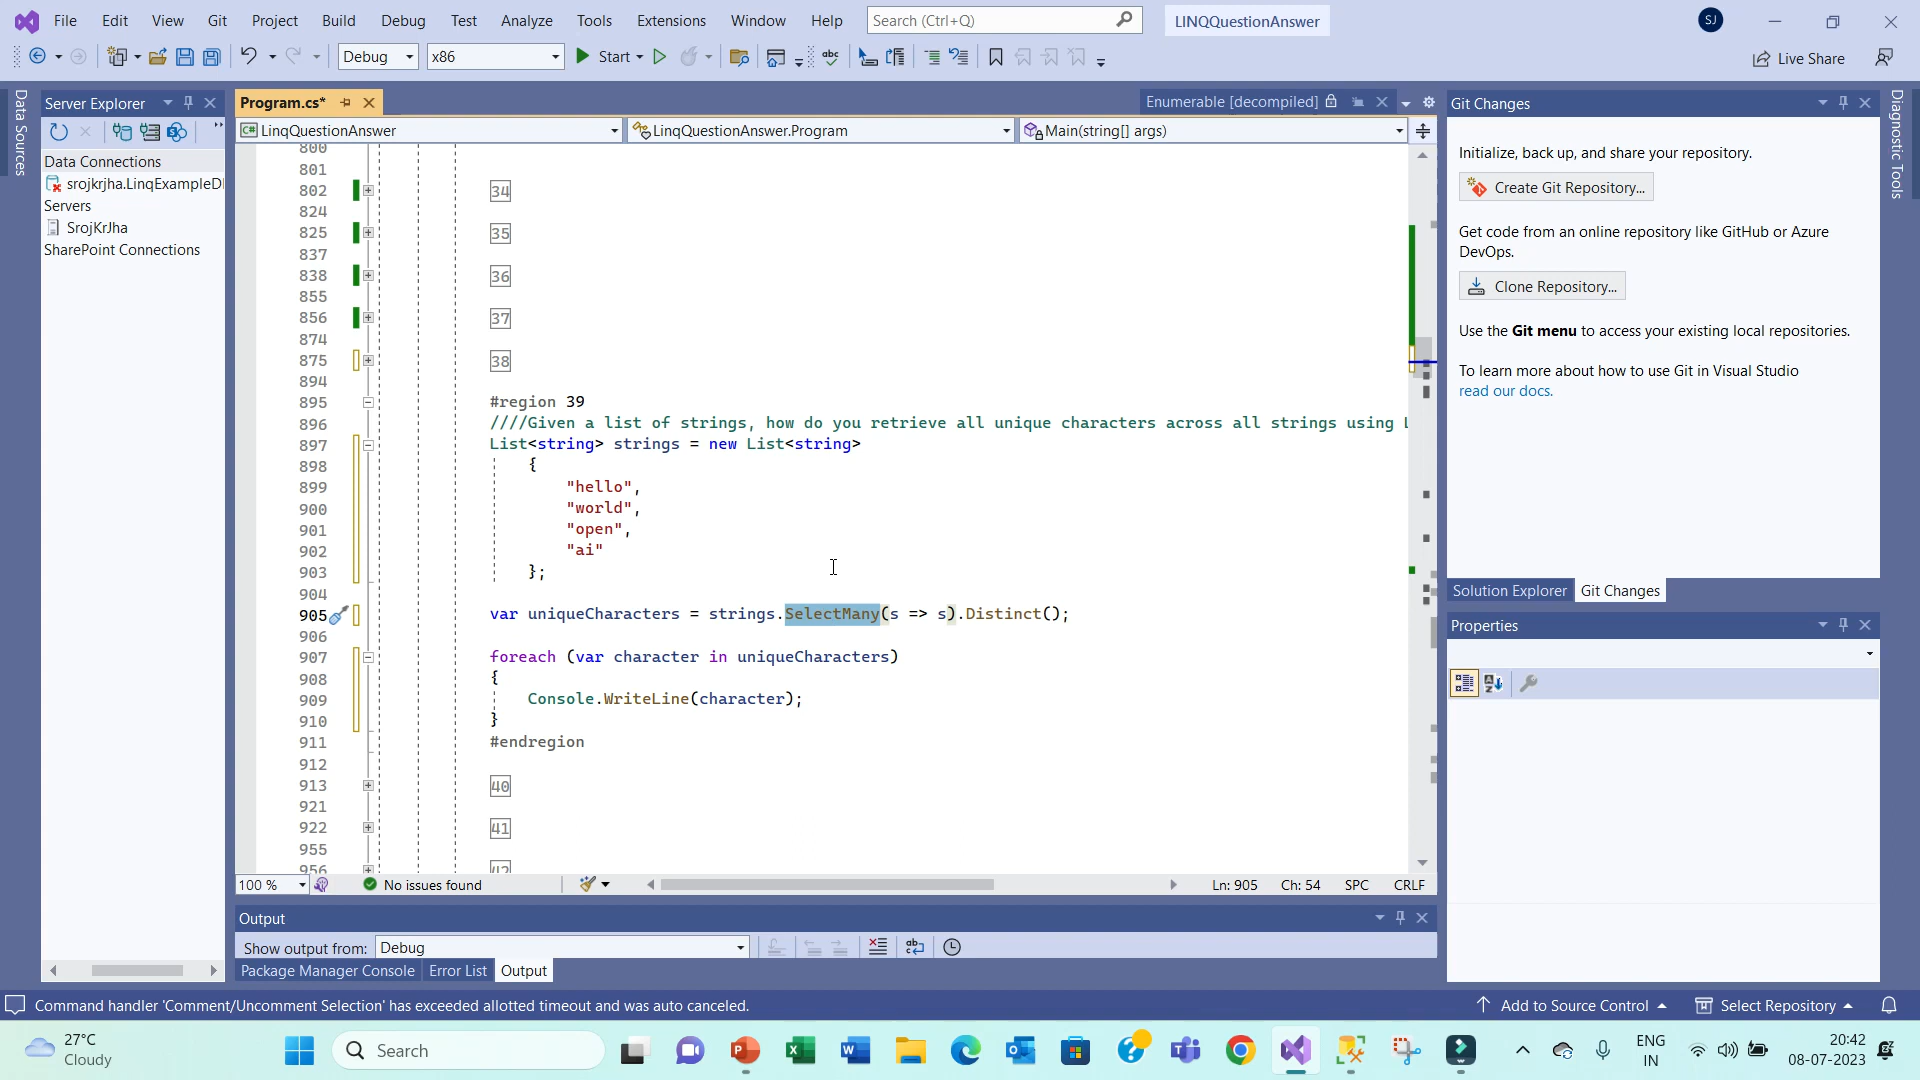 File Edit View Git Project Build Debug Test Analyze Tools Extensions Window Help Search (Ctrl+Q) LINQQuestionAnswer SJ
Debug x86 Start Live Share
Data Sources
Server Explorer
Data Connections
srojkrjha.LinqExampleD
Servers
SrojKrJha
SharePoint Connections
Program.cs* Enumerable [decompiled]
LinqQuestionAnswer LinqQuestionAnswer.Program Main(string[] args)
800
801
802 34
824
825 35
837
838 36
855
856 37
874
875 38
894
895 #region 39
896 ////Given a list of strings, how do you retrieve all unique characters across all strings using L
897 List<string> strings = new List<string>
898 {
899 "hello",
900 "world",
901 "open",
902 "ai"
903 };
904
905 var uniqueCharacters = strings.SelectMany(s => s).Distinct();
906
907 foreach (var character in uniqueCharacters)
908 {
909 Console.WriteLine(character);
910 }
911 #endregion
912
913 40
921
922 41
955
956 42
100 % No issues found Ln: 905 Ch: 54 SPC CRLF
Output
Show output from: Debug
Package Manager Console Error List Output
Git Changes
Initialize, back up, and share your repository.
Create Git Repository...
Get code from an online repository like GitHub or Azure
DevOps.
Clone Repository...
Use the Git menu to access your existing local repositories.
To learn more about how to use Git in Visual Studio
read our docs.
Solution Explorer Git Changes
Properties
Diagnostic Tools
Command handler 'Comment/Uncomment Selection' has exceeded allotted timeout and was auto canceled. Add to Source Control Select Repository
27°C
Cloudy
Search
ENG
IN
20:42
08-07-2023